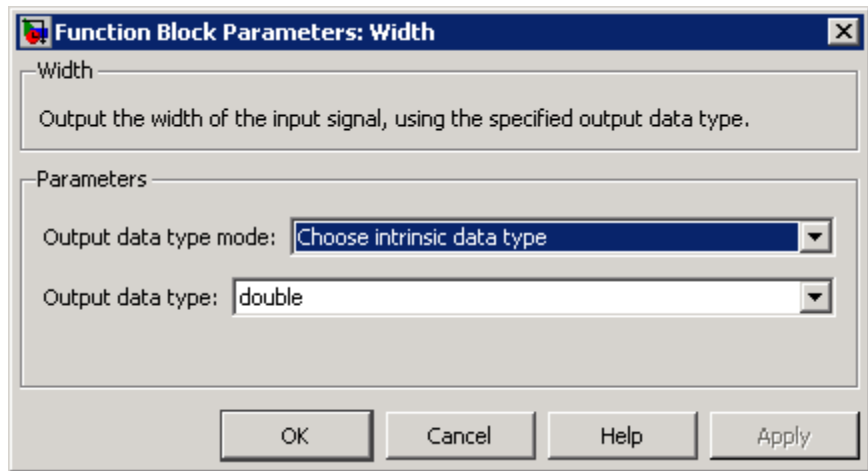 Function Block Parameters: Width
Width
Output the width of the input signal, using the specified output data type.
Parameters
Output data type mode: Choose intrinsic data type
Output data type: double
OK Cancel Help Apply